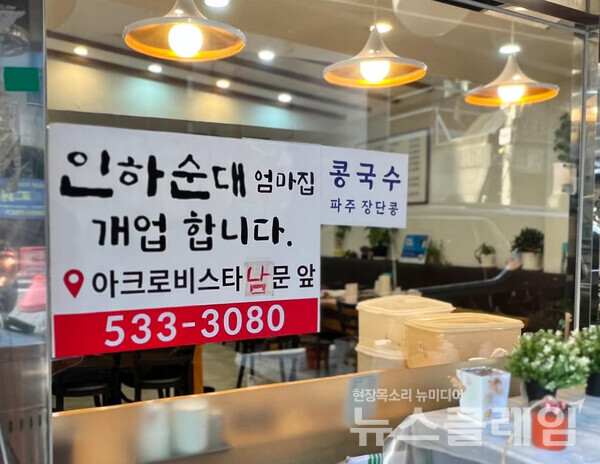 인하순대 엄마집
개업 합니다.
아크로비스타남문 앞
533-3080
콩국수
파주 장단콩
현장목소리 뉴미디어
뉴스클레임